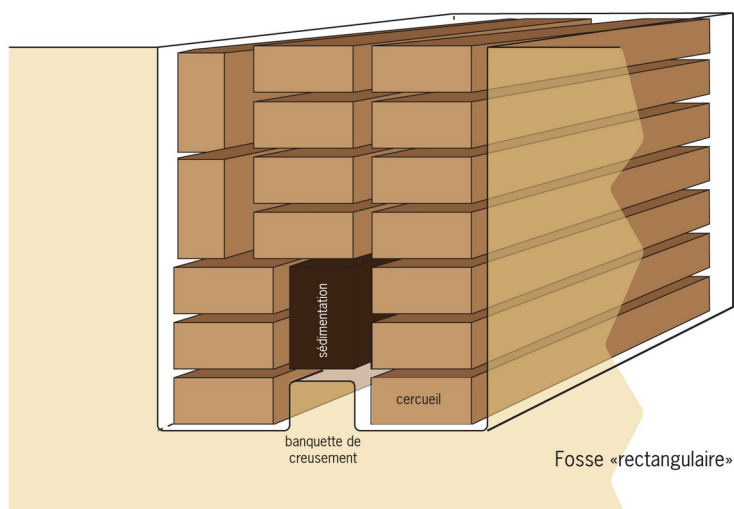 sédimentation
cercueil
banquette de
creusement
Fosse «rectangulaire»